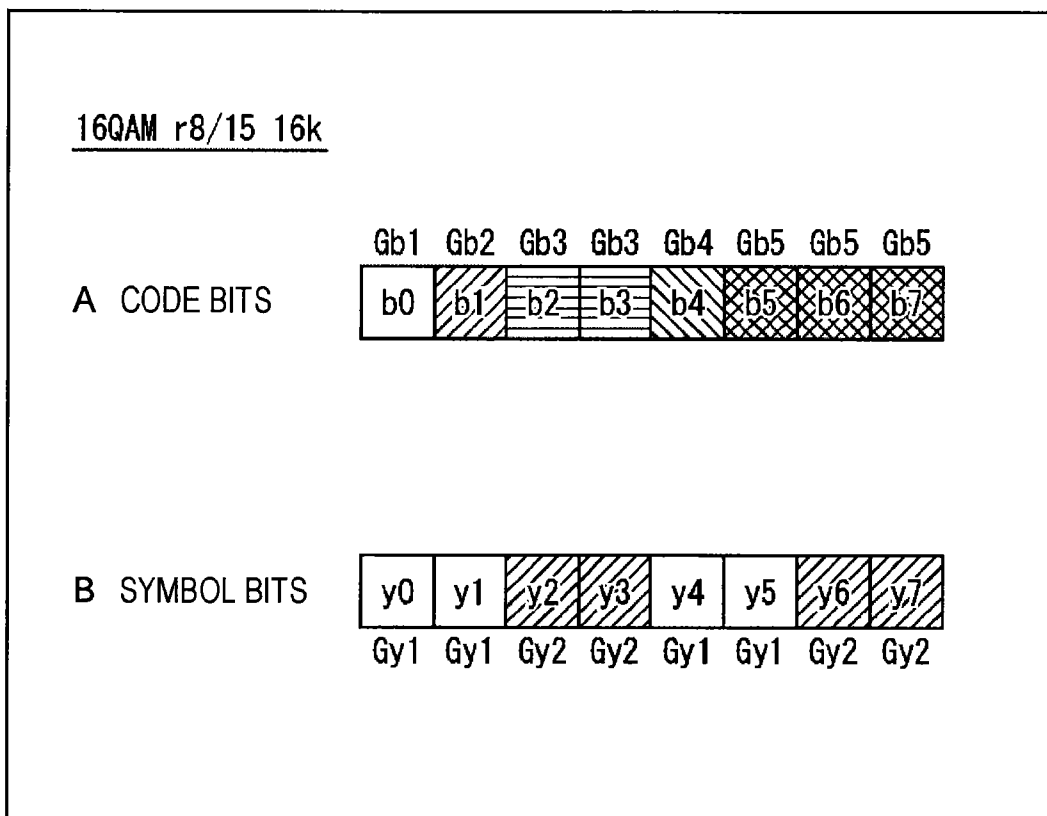 16QAM r8/15 16k
Gb1 Gb2 Gb3 Gb3 Gb4 Gb5 Gb5 Gb5
A CODE BITS b0 b1 b2 b3 b4 b5 b6 b7
B SYMBOL BITS y0 y1 y2 y3 y4 y5 y6 y7
Gy1 Gy1 Gy2 Gy2 Gy1 Gy1 Gy2 Gy2